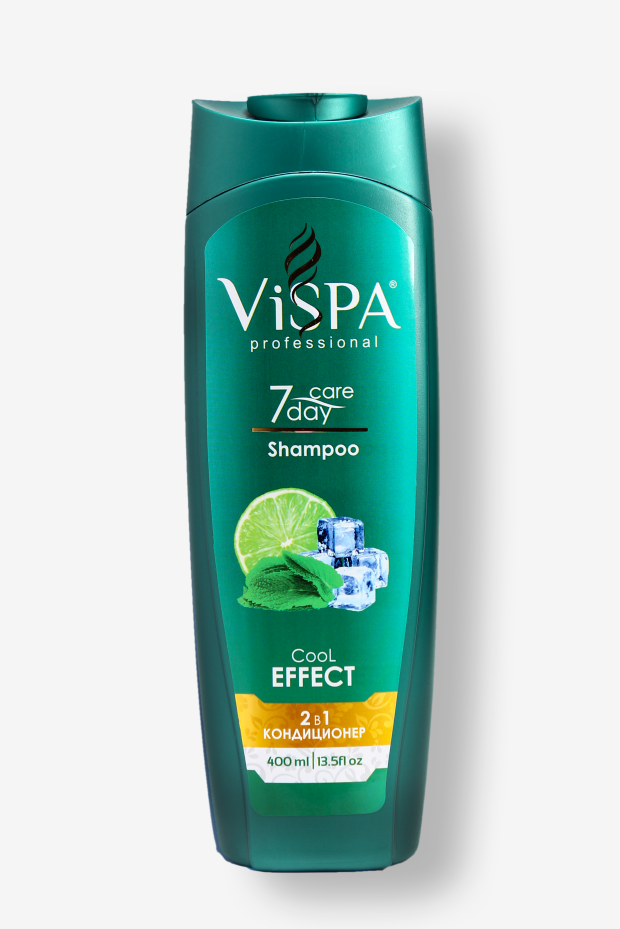 ViSPA®
professional
7 day care
Shampoo
CooL
EFFECT
2 в 1
КОНДИЦИОНЕР
400 ml | 13.5fl oz